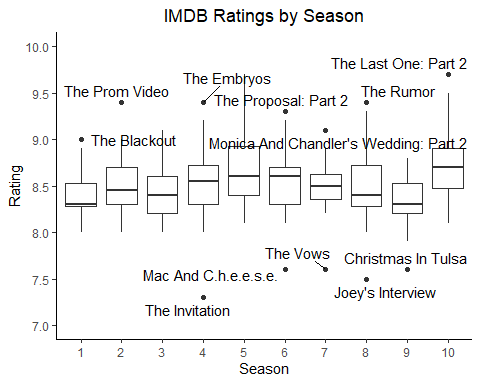 IMDB Ratings by Season
10.0
The Last One: Part 2
The Embryos
The Prom Video
The Rumor
9.5
The Proposal: Part 2
The Blackout
Monica And Chandler's Wedding: Part 2
9.0
Rating
8.5
8.0
The Vows
Christmas In Tulsa
Mac And C.h.e.e.s.e.
7.5
Joey's Interview
The Invitation
7.0
1 2 3 4 5 6 7 8 9 10
Season